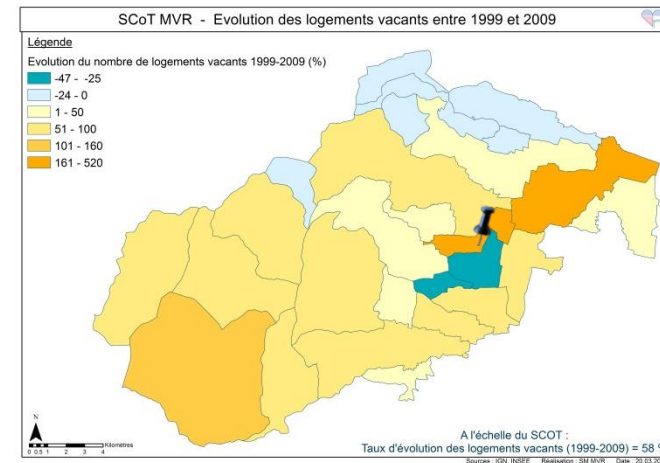 SCoT MVR - Evolution des logements vacants entre 1999 et 2009
Légende
Evolution du nombre de logements vacants 1999-2009 (%)
-47 - -25
-24 - 0
1 - 50
51 - 100
101 - 160
161 - 520
N
0 0.5 1 2 3 4 Kilomètres
A l'échelle du SCOT :
Taux d'évolution des logements vacants (1999-2009) = 58 %
Sources : IGN, INSEE Réalisation : SM MVR Date : 20.03.20